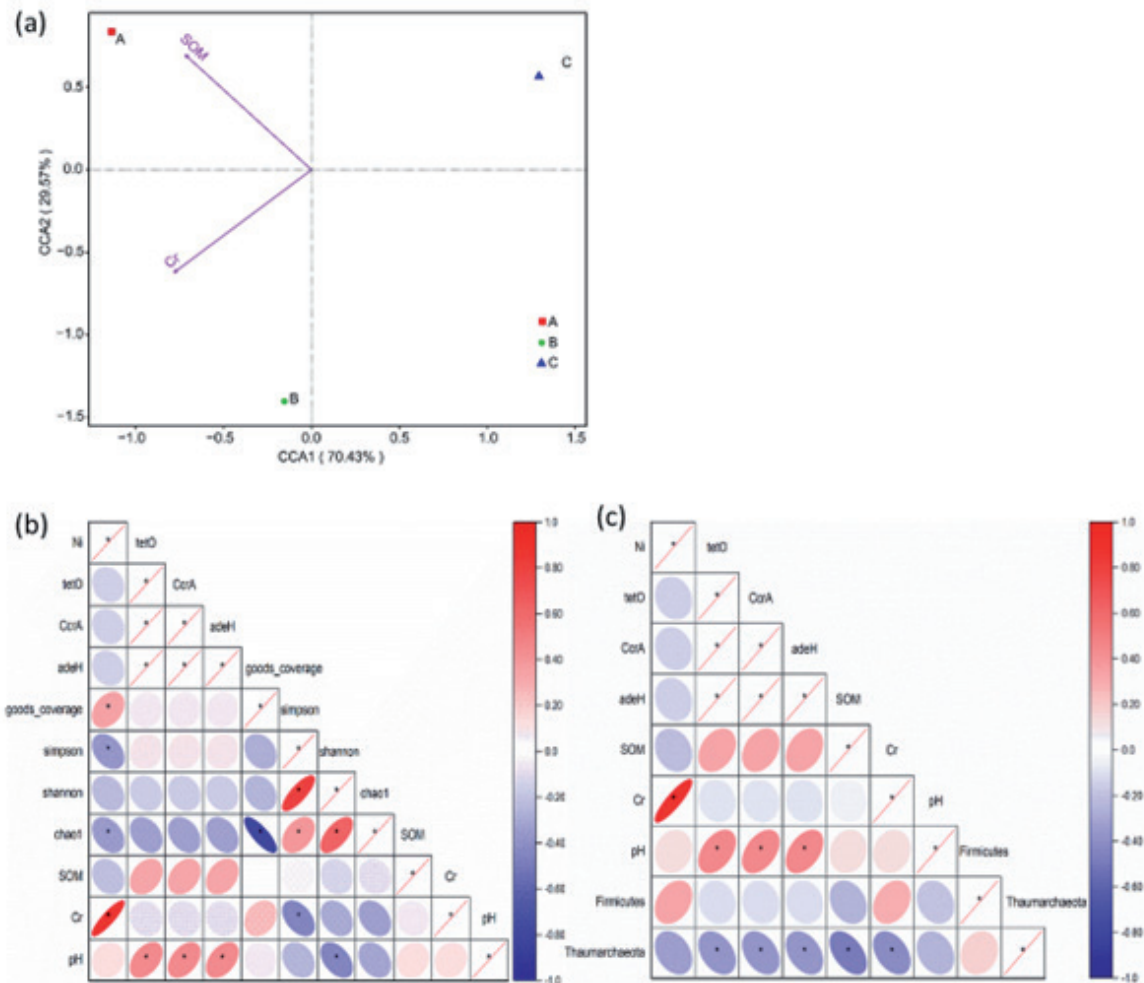 (a)
A
SOM
C
Cr
B
A
B
C
0.5
0.0
−0.5
−1.0
−1.5
−1.0
−0.5
0.0
0.5
1.0
1.5
CCA2 ( 29.57% )
CCA1 ( 70.43% )
(b)
Ni
tetO
tetO
CcrA
CcrA
adeH
adeH
goods_coverage
goods_coverage
simpson
simpson
shannon
shannon
chao1
chao1
SOM
SOM
Cr
Cr
pH
pH
1.0
0.80
0.60
0.40
0.20
0.0
-0.20
-0.40
-0.60
-0.80
-1.0
(c)
Ni
tetO
tetO
CcrA
CcrA
adeH
adeH
SOM
SOM
Cr
Cr
pH
pH
Firmicutes
Firmicutes
Thaumarchaeota
Thaumarchaeota
1.0
0.80
0.60
0.40
0.20
0.0
-0.20
-0.40
-0.60
-0.80
-1.0